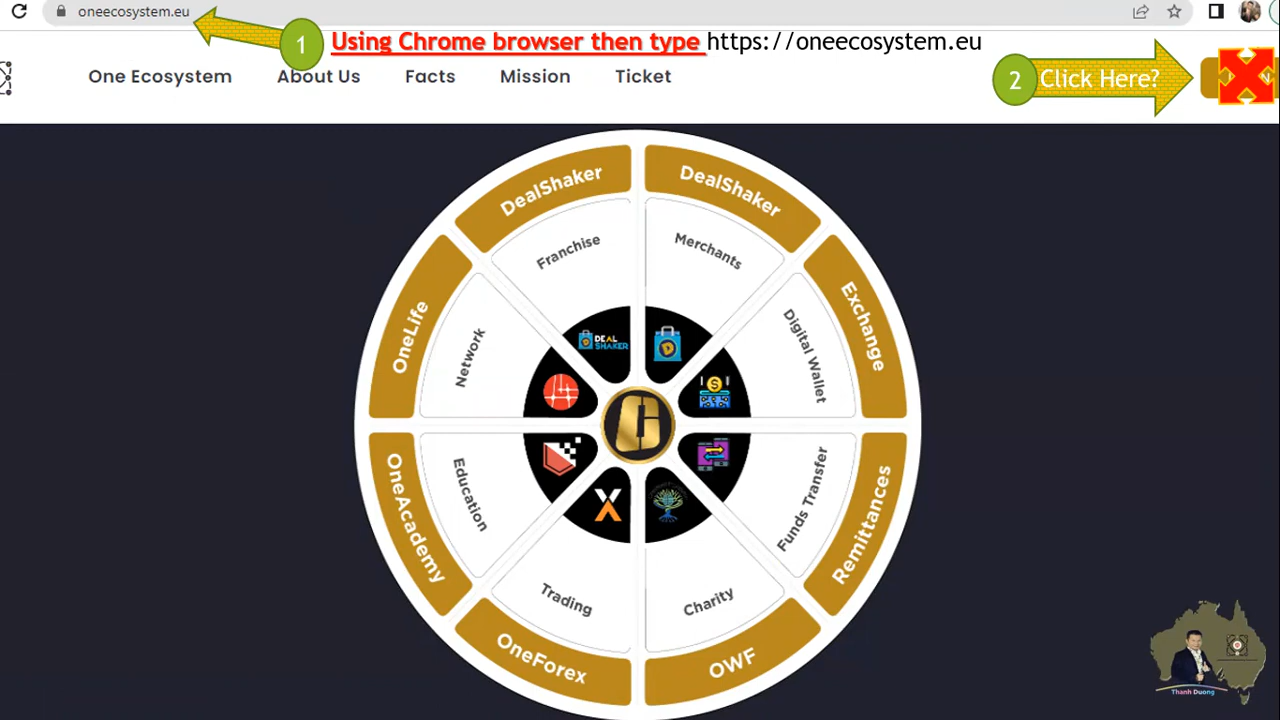 oneecosystem.eu
1
Using Chrome browser then type https://oneecosystem.eu
One Ecosystem
About Us
Facts
Mission
Ticket
2
Click Here?
DealShaker
DealShaker
Franchise
Merchants
OneLife
Exchange
Network
Digital Wallet
DEAL
SHAKER
D
$
OneAcademy
Remittances
Education
Funds Transfer
Trading
Charity
OneForex
OWF
Thanh Duong